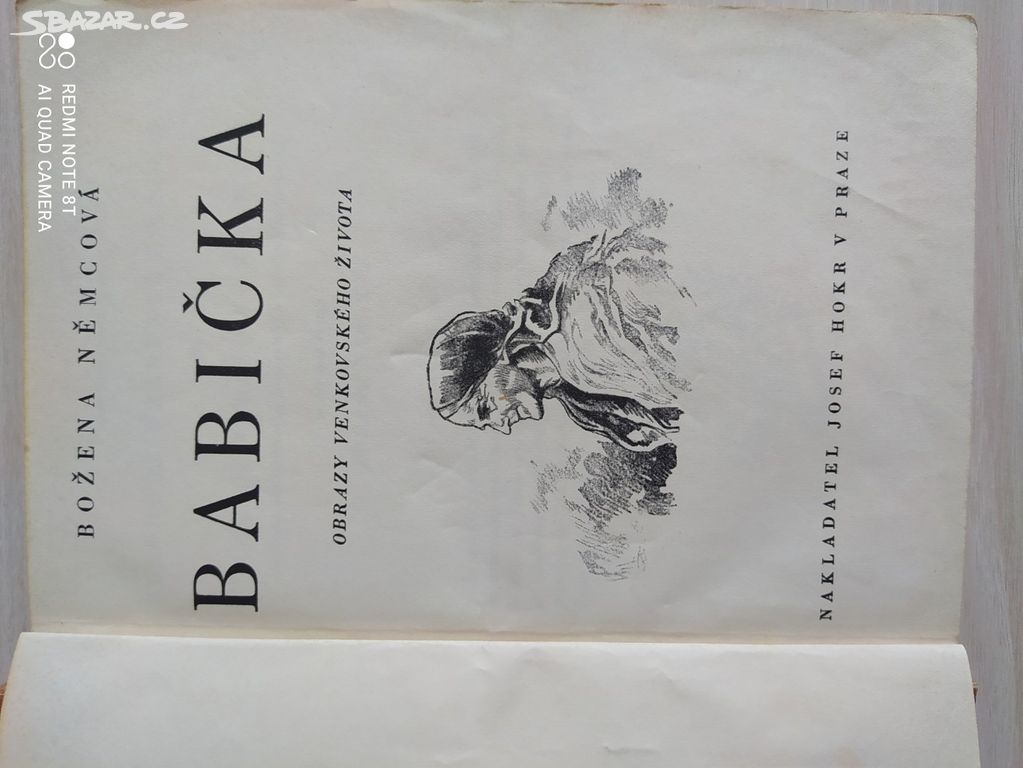 SBAZAR.CZ
REDMI NOTE 8T
AI QUAD CAMERA
BOŽENA NĚMCOVÁ
BABIČKA
OBRAZY VENKOVSKÉHO ŽIVOTA
NAKLADATEL JOSEF HOKR V PRAZE